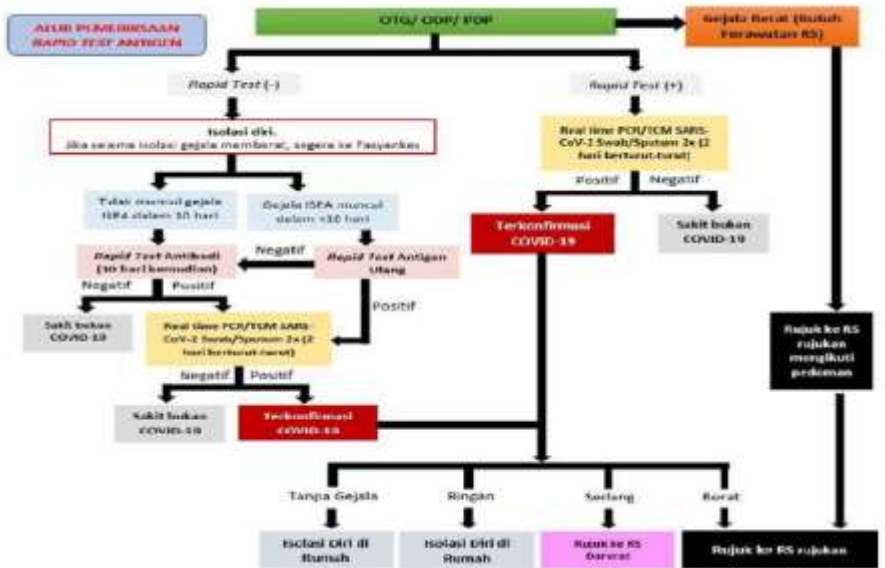 ALUR PEMERIKSAAN
RAPID TEST ANTIGEN
OTG/ ODP/ PDP
Gejala Berat (Butuh
Perawatan RS)
Rapid Test (-)
Rapid Test (+)
Isolasi diri.
Jika selama isolasi gejala memberat, segera ke Fasyankes
Real time PCR/TCM SARS-
CoV-2 Swab/Sputum 2x (2
hari berturut-turut)
Positif
Negatif
Tidak muncul gejala
ISPA dalam 10 hari
Gejala ISPA muncul
dalam <10 hari
Terkonfirmasi
COVID-19
Sakit bukan
COVID-19
Rapid Test Antibodi
(10 hari kemudian)
Negatif
Rapid Test Antigen
Ulang
Negatif
Positif
Positif
Sakit bukan
COVID-19
Real time PCR/TCM SARS-
CoV-2 Swab/Sputum 2x (2
hari berturut-turut)
Rujuk ke RS
rujukan
mengikuti
pedoman
Negatif
Positif
Sakit bukan
COVID-19
Terkonfirmasi
COVID-19
Tanpa Gejala
Ringan
Sedang
Berat
Isolasi Diri di
Rumah
Isolasi Diri di
Rumah
Rujuk ke RS
Darurat
Rujuk ke RS rujukan